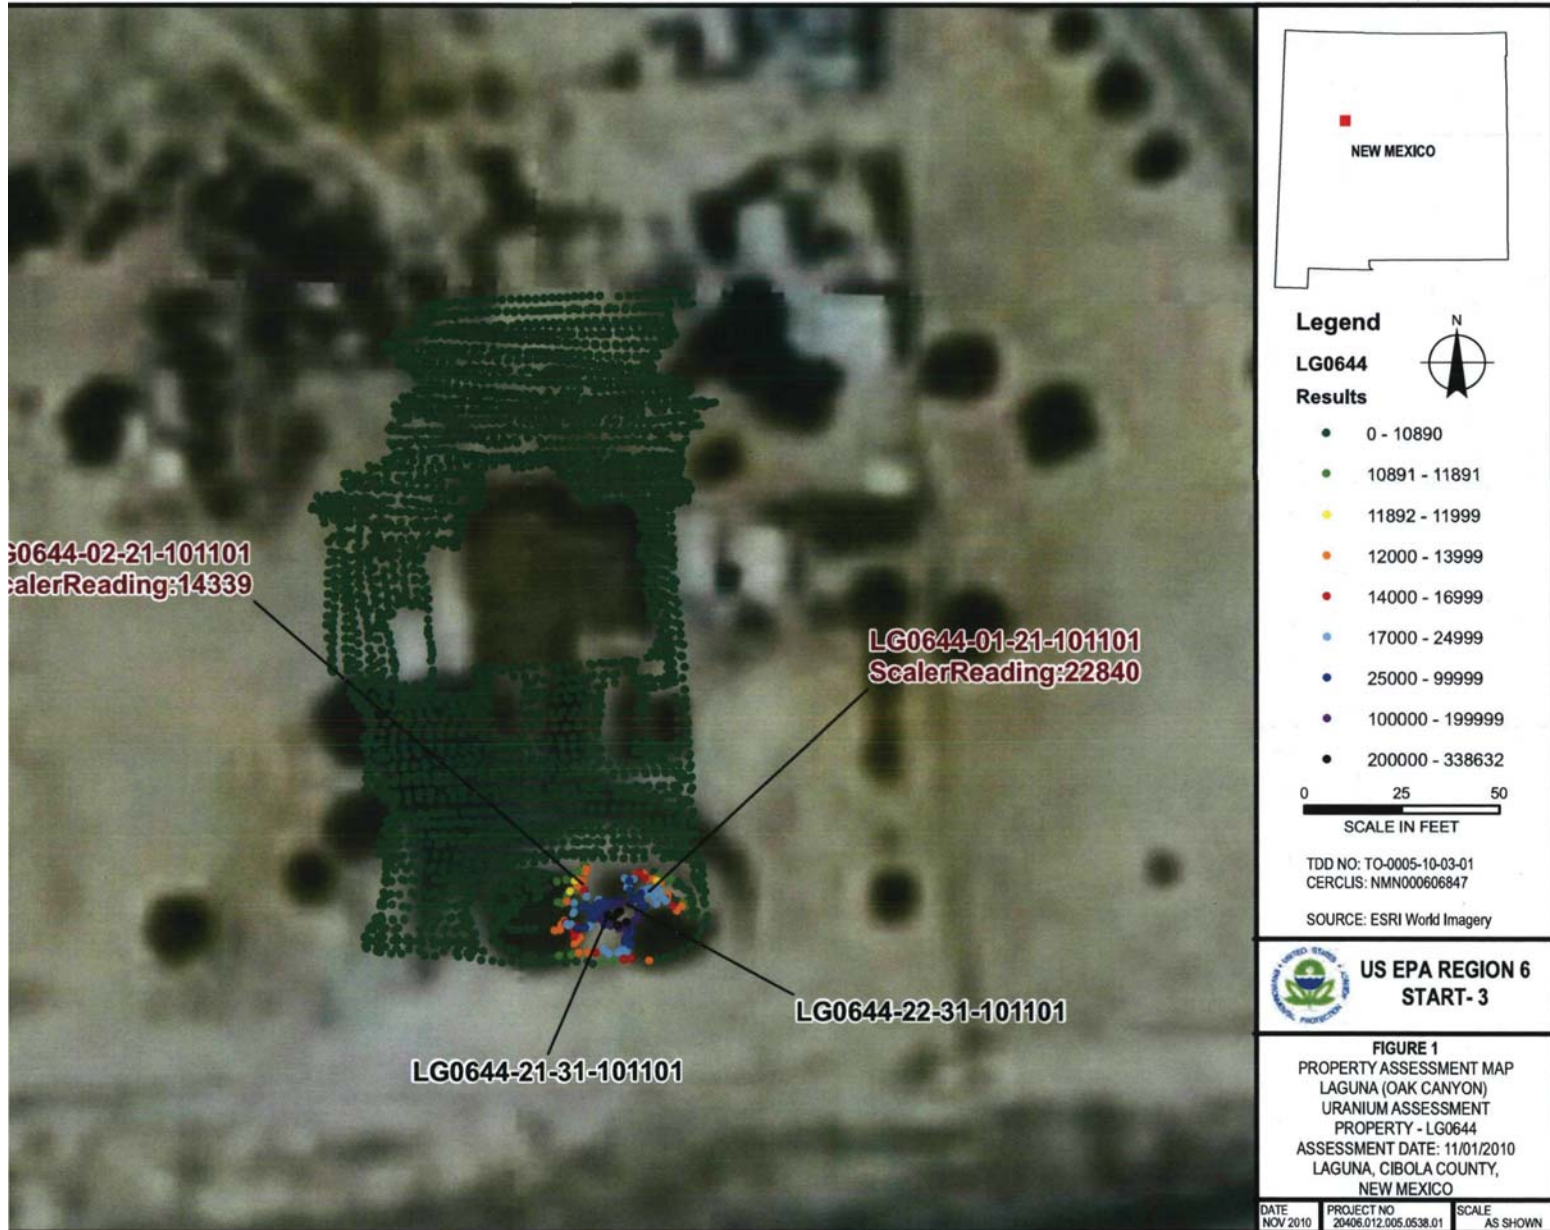 G0644-02-21-101101
calerReading:14339
LG0644-01-21-101101
ScalerReading:22840
LG0644-22-31-101101
LG0644-21-31-101101
NEW MEXICO
Legend
N
LG0644
Results
0 - 10890
10891 - 11891
11892 - 11999
12000 - 13999
14000 - 16999
17000 - 24999
25000 - 99999
100000 - 199999
200000 - 338632
0 25 50
SCALE IN FEET
TDD NO: TO-0005-10-03-01
CERCLIS: NMN000606847
SOURCE: ESRI World Imagery
UNITED STATES
ENVIRONMENTAL PROTECTION AGENCY
US EPA REGION 6
START- 3
FIGURE 1
PROPERTY ASSESSMENT MAP
LAGUNA (OAK CANYON)
URANIUM ASSESSMENT
PROPERTY - LG0644
ASSESSMENT DATE: 11/01/2010
LAGUNA, CIBOLA COUNTY,
NEW MEXICO
DATE
NOV 2010
PROJECT NO
20406.012.005.0538.01
SCALE
AS SHOWN